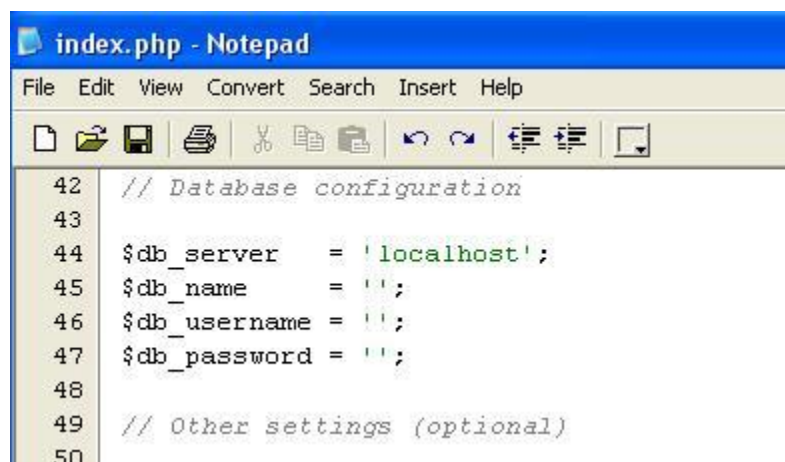 index.php - Notepad
File Edit View Convert Search Insert Help
42 // Database configuration
43
44 $db_server   = 'localhost';
45 $db_name     = '';
46 $db_username = '';
47 $db_password = '';
48
49 // Other settings (optional)
50